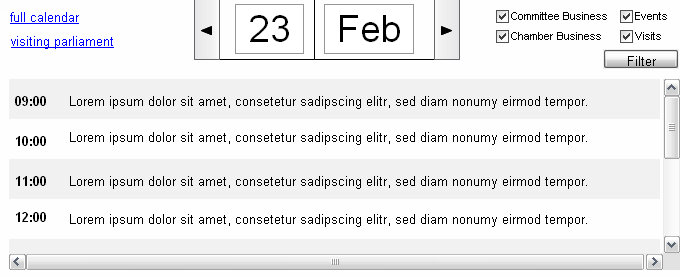 full calendar
visiting parliament
23 Feb
Committee Business Events
Chamber Business Visits
Filter
09:00 Lorem ipsum dolor sit amet, consetetur sadipscing elitr, sed diam nonumy eirmod tempor.
10:00 Lorem ipsum dolor sit amet, consetetur sadipscing elitr, sed diam nonumy eirmod tempor.
11:00 Lorem ipsum dolor sit amet, consetetur sadipscing elitr, sed diam nonumy eirmod tempor.
12:00 Lorem ipsum dolor sit amet, consetetur sadipscing elitr, sed diam nonumy eirmod tempor.